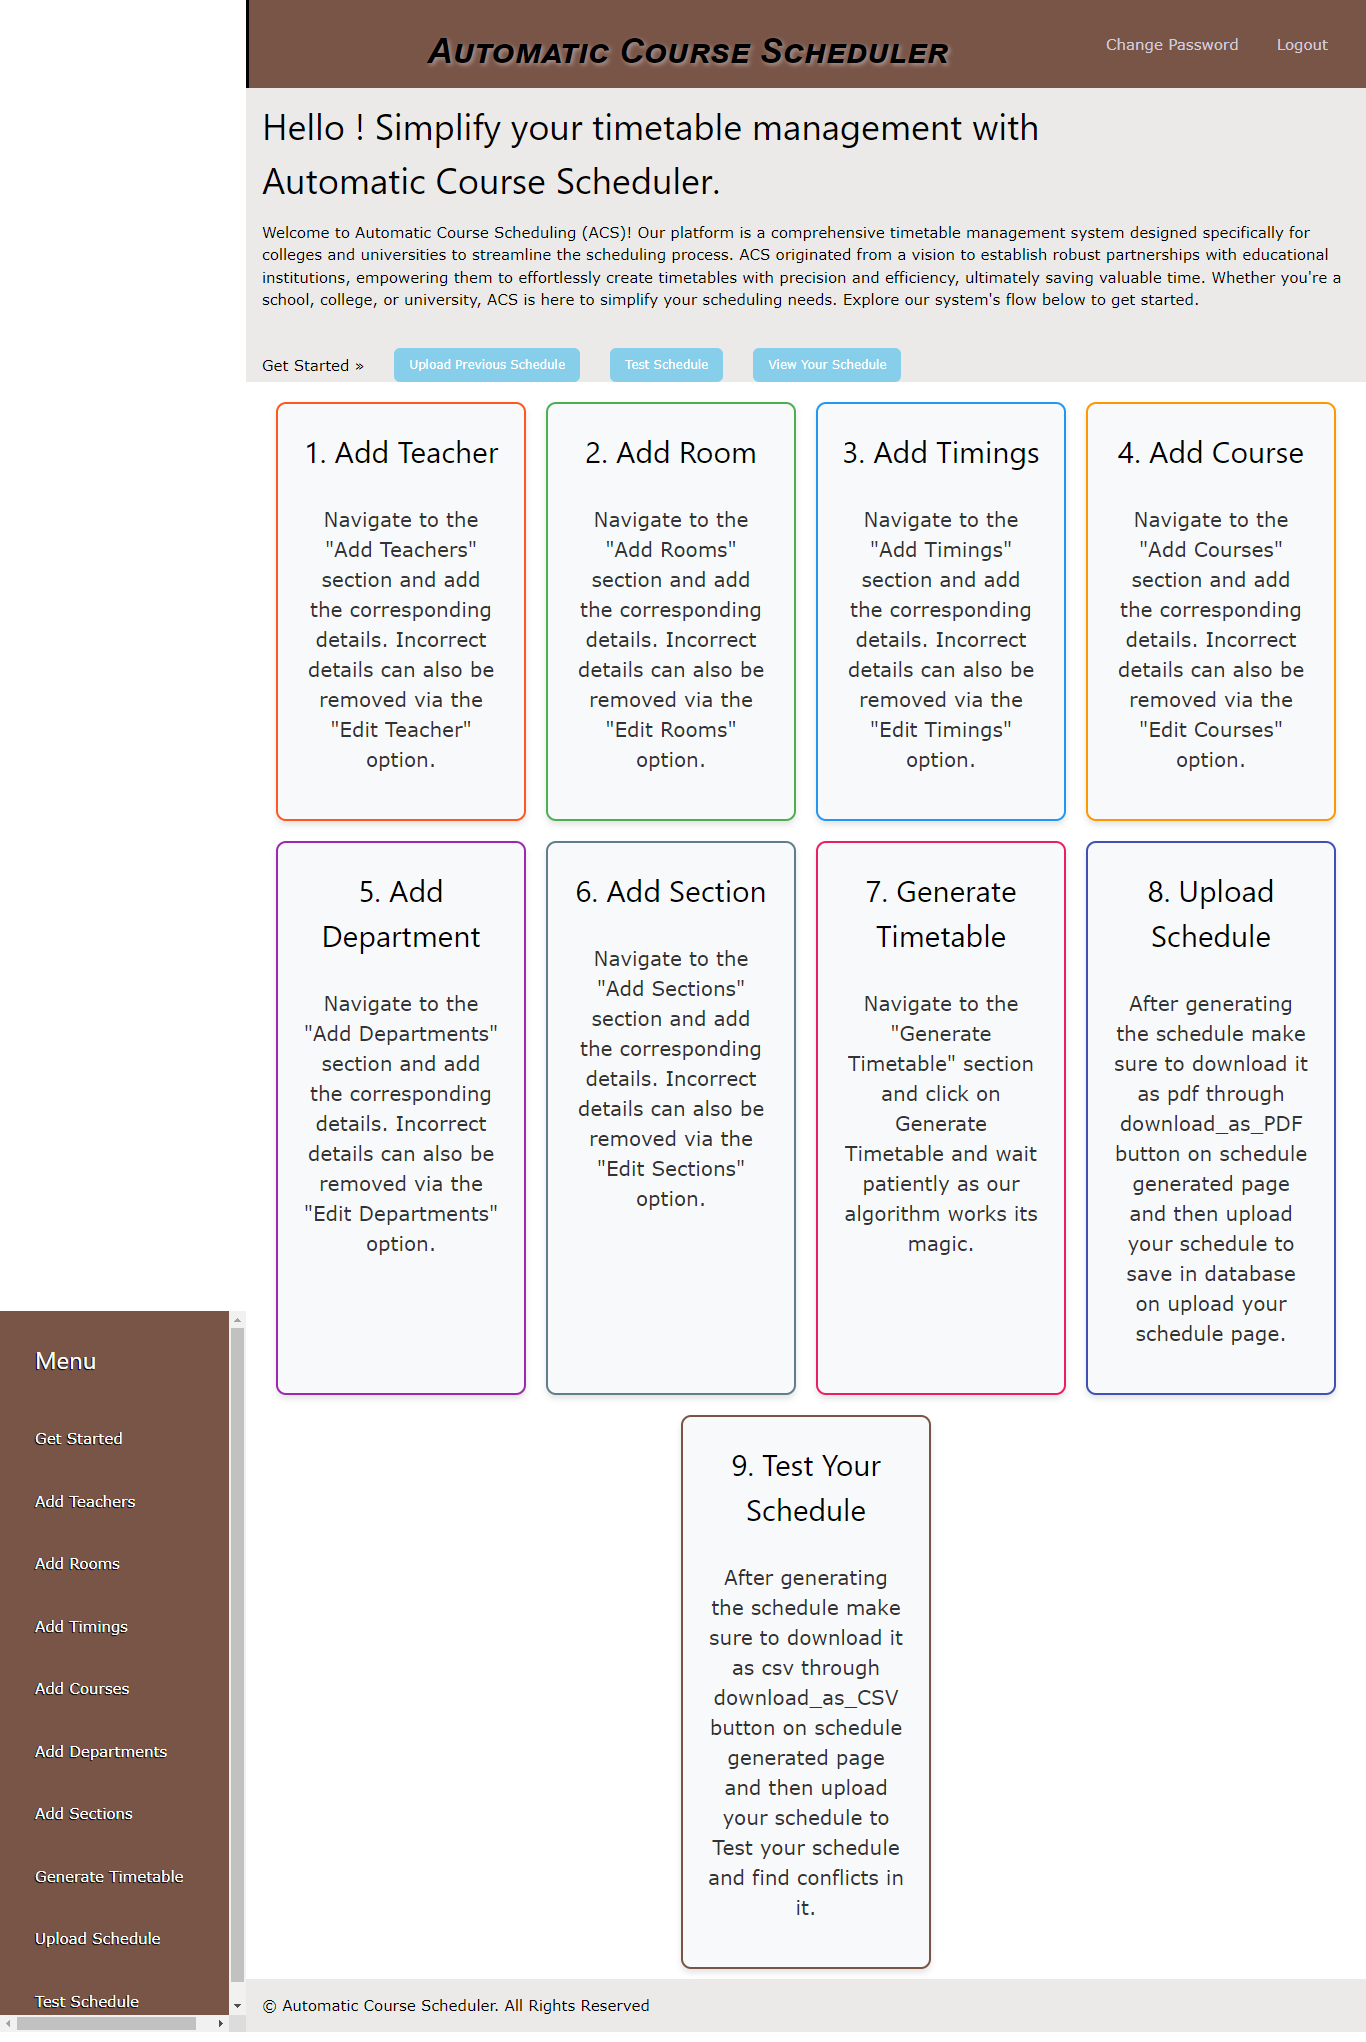 Automatic Course Scheduler
Change Password
Logout
Hello ! Simplify your timetable management with
Automatic Course Scheduler.
Welcome to Automatic Course Scheduling (ACS)! Our platform is a comprehensive timetable management system designed specifically for
colleges and universities to streamline the scheduling process. ACS originated from a vision to establish robust partnerships with educational
institutions, empowering them to effortlessly create timetables with precision and efficiency, ultimately saving valuable time. Whether you're a
school, college, or university, ACS is here to simplify your scheduling needs. Explore our system's flow below to get started.
Get Started »
Upload Previous Schedule
Test Schedule
View Your Schedule
1. Add Teacher
Navigate to the
"Add Teachers"
section and add
the corresponding
details. Incorrect
details can also be
removed via the
"Edit Teacher"
option.
2. Add Room
Navigate to the
"Add Rooms"
section and add
the corresponding
details. Incorrect
details can also be
removed via the
"Edit Rooms"
option.
3. Add Timings
Navigate to the
"Add Timings"
section and add
the corresponding
details. Incorrect
details can also be
removed via the
"Edit Timings"
option.
4. Add Course
Navigate to the
"Add Courses"
section and add
the corresponding
details. Incorrect
details can also be
removed via the
"Edit Courses"
option.
5. Add
Department
Navigate to the
"Add Departments"
section and add
the corresponding
details. Incorrect
details can also be
removed via the
"Edit Departments"
option.
6. Add Section
Navigate to the
"Add Sections"
section and add
the corresponding
details. Incorrect
details can also be
removed via the
"Edit Sections"
option.
7. Generate
Timetable
Navigate to the
"Generate
Timetable" section
and click on
Generate
Timetable and wait
patiently as our
algorithm works its
magic.
8. Upload
Schedule
After generating
the schedule make
sure to download it
as pdf through
download_as_PDF
button on schedule
generated page
and then upload
your schedule to
save in database
on upload your
schedule page.
9. Test Your
Schedule
After generating
the schedule make
sure to download it
as csv through
download_as_CSV
button on schedule
generated page
and then upload
your schedule to
Test your schedule
and find conflicts in
it.
Menu
Get Started
Add Teachers
Add Rooms
Add Timings
Add Courses
Add Departments
Add Sections
Generate Timetable
Upload Schedule
Test Schedule
© Automatic Course Scheduler. All Rights Reserved